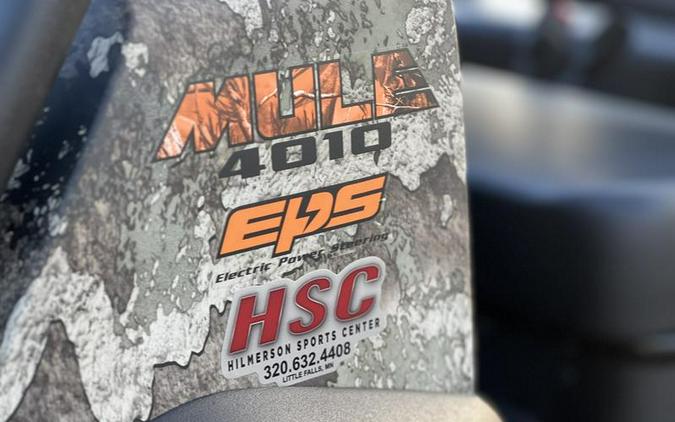 MULE
4010
EPS
Electric Power Steering
HSC
HILMERSON SPORTS CENTER
320.632.4408
LITTLE FALLS, MN